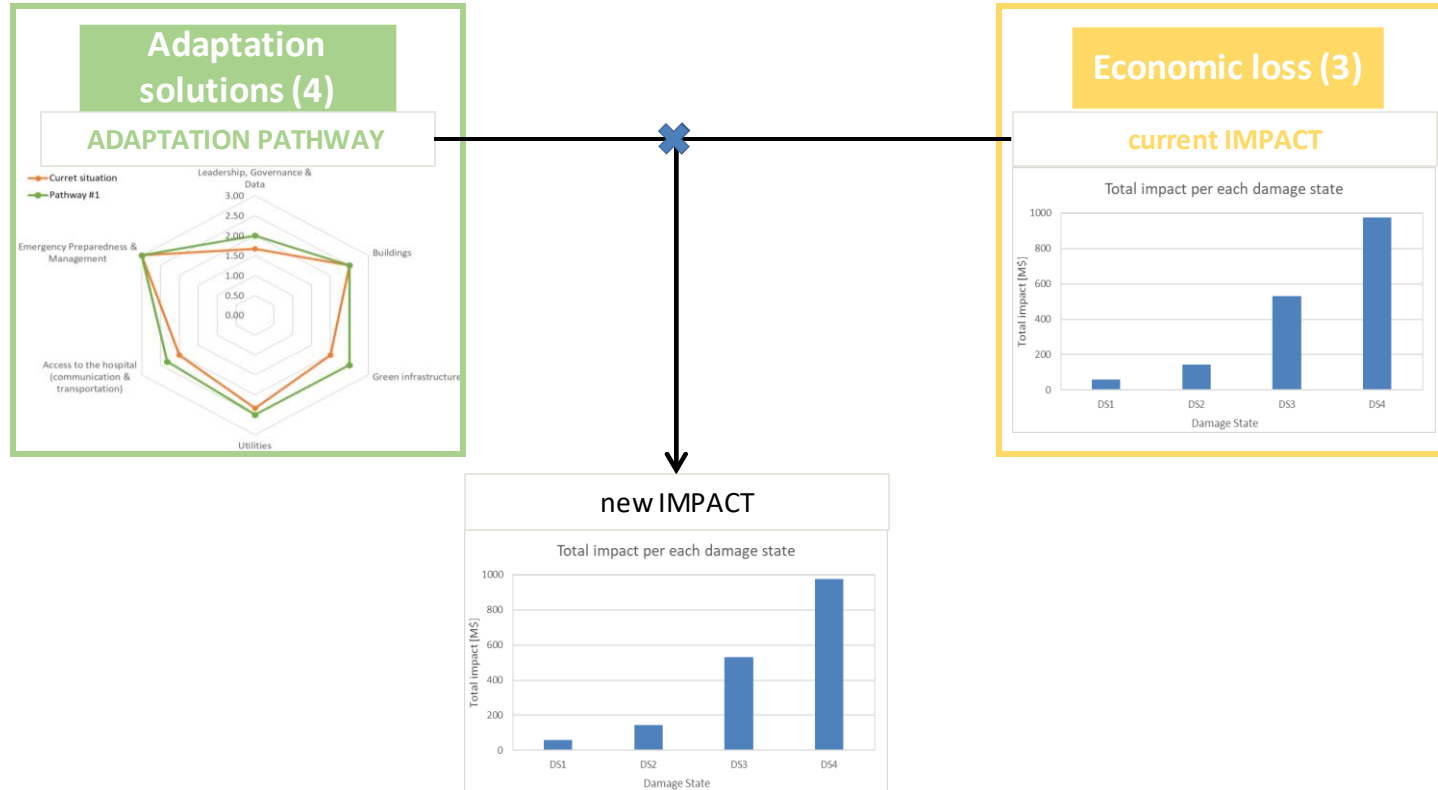 Adaptation
solutions (4)
ADAPTATION PATHWAY
Curret situation
Pathway #1
Leadership, Governance &
Data
3.00
2.50
2.00
1.50
1.00
0.50
0.00
Emergency Preparedness &
Management
Buildings
Access to the hospital
(communication &
transportation)
Green infrastructure
Utilities
Economic loss (3)
current IMPACT
Total impact per each damage state
Total impact [M$]
1000
800
600
400
200
0
DS1 DS2 DS3 DS4
Damage State
new IMPACT
Total impact per each damage state
Total impact [M$]
1000
800
600
400
200
0
DS1 DS2 DS3 DS4
Damage State